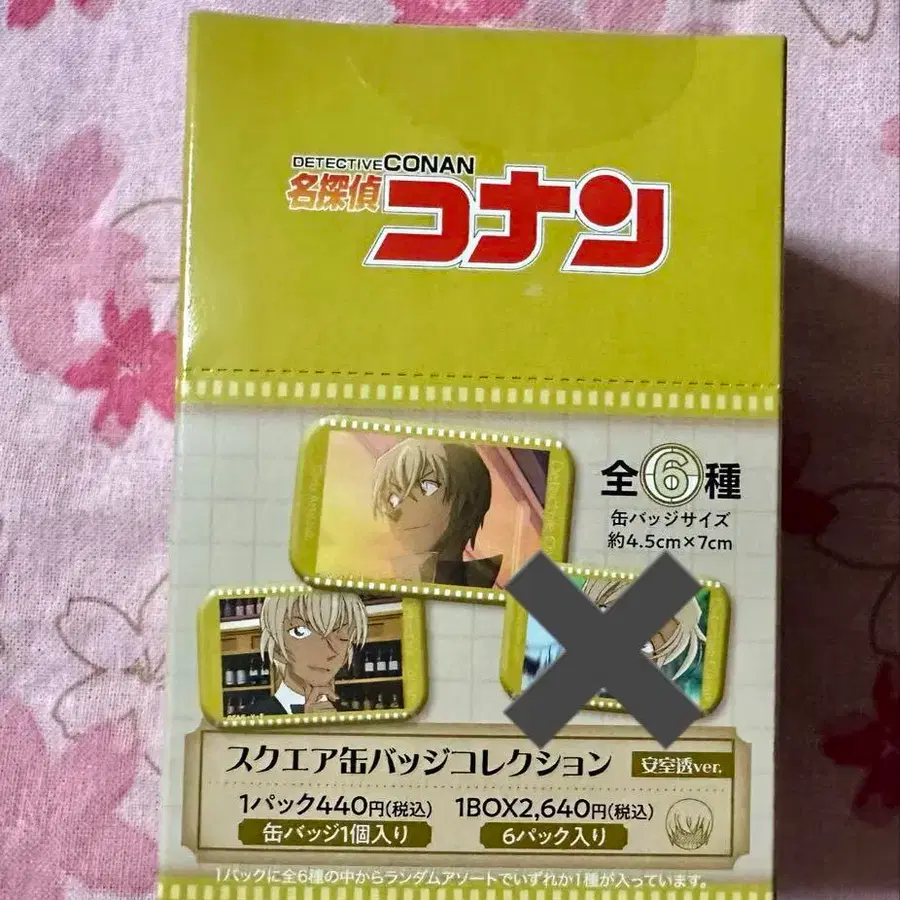 DETECTIVE CONAN
名探偵コナン
全6種
缶バッジサイズ
約4.5cm×7cm
スクエア缶バッジコレクション 安室透ver.
1パック440円(税込) 1BOX2,640円(税込)
缶バッジ1個入り 6パック入り
1パックに全6種の中からランダムアソートでいずれか1種が入っています。